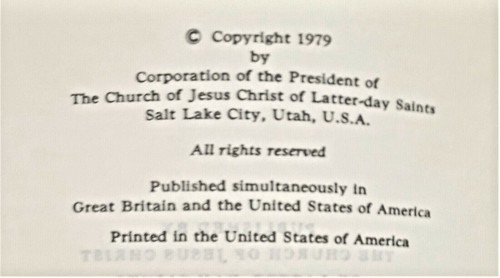 © Copyright 1979
by
Corporation of the President of
The Church of Jesus Christ of Latter-day Saints
Salt Lake City, Utah, U.S.A.
All rights reserved
Published simultaneously in
Great Britain and the United States of America
Printed in the United States of America